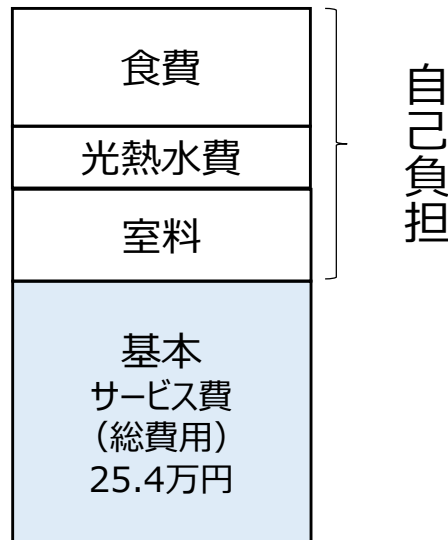 食費
光熱水費
室料
基本
サービス費
（総費用）
25.4万円
自己負担